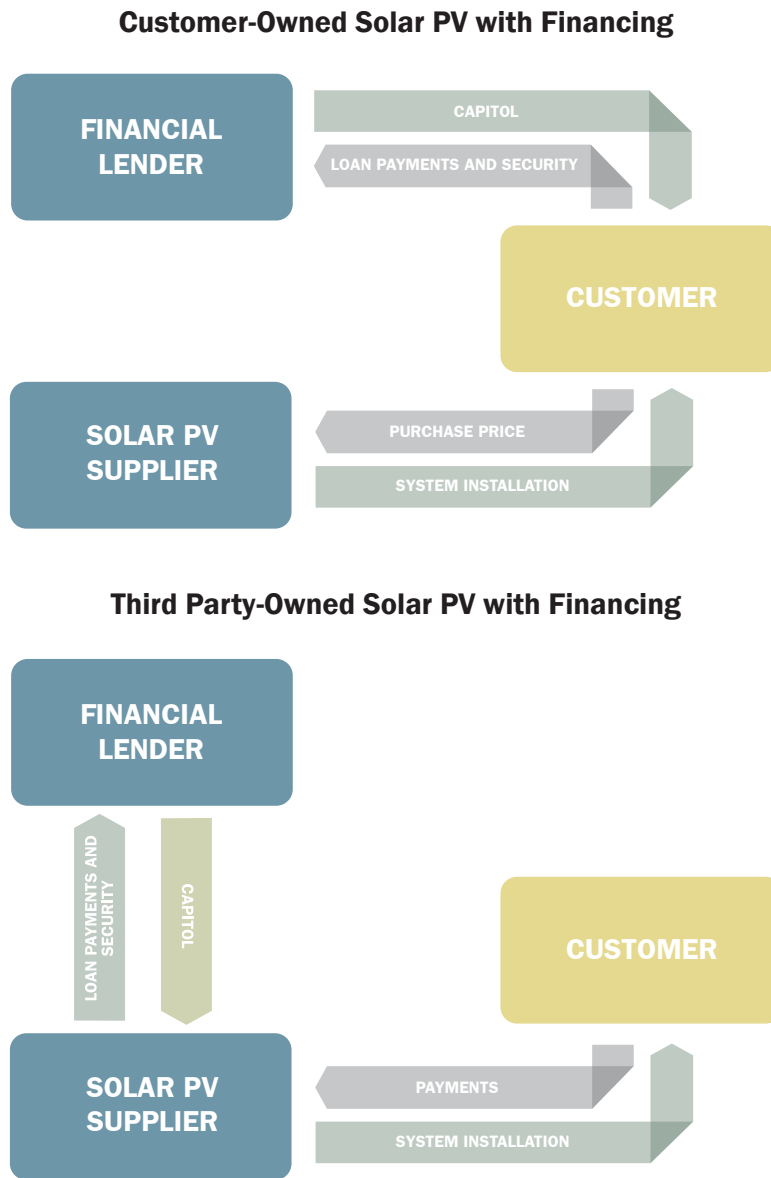 Customer-Owned Solar PV with Financing
FINANCIAL
LENDER
CAPITOL
LOAN PAYMENTS AND SECURITY
CUSTOMER
SOLAR PV
SUPPLIER
PURCHASE PRICE
SYSTEM INSTALLATION
Third Party-Owned Solar PV with Financing
FINANCIAL
LENDER
LOAN PAYMENTS AND
SECURITY
CAPITOL
CUSTOMER
SOLAR PV
SUPPLIER
PAYMENTS
SYSTEM INSTALLATION